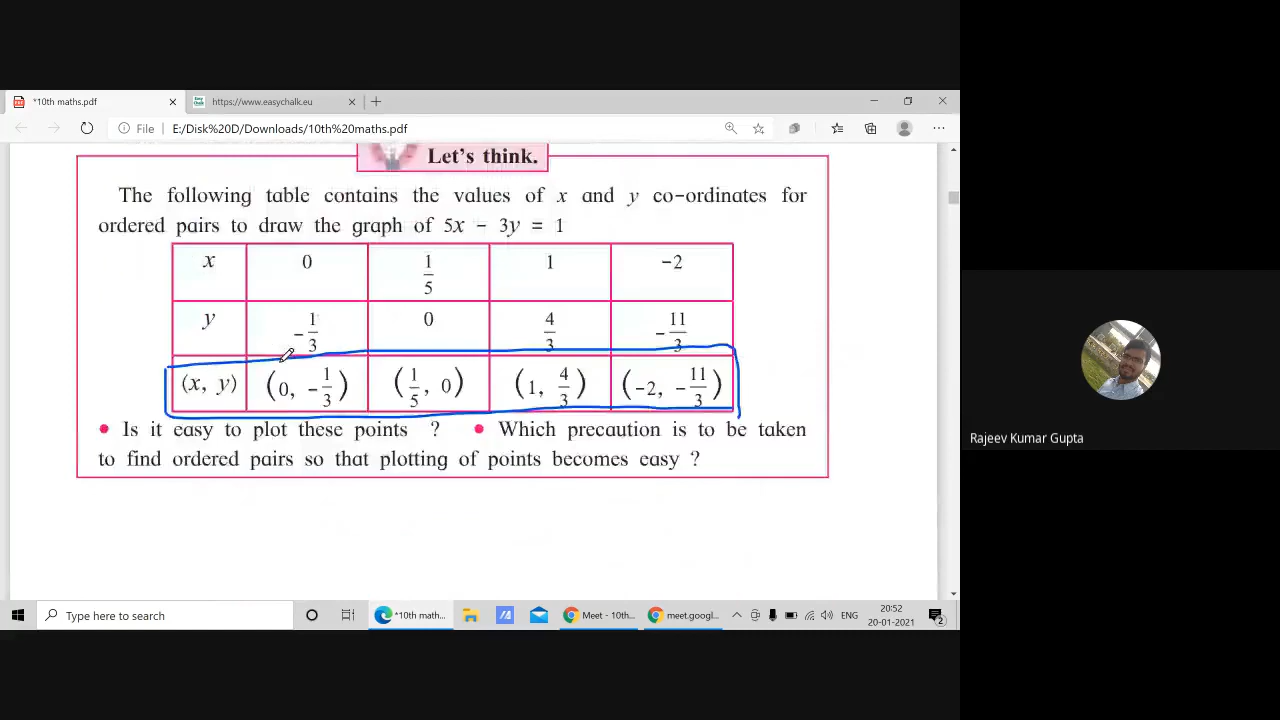 *10th maths.pdf
https://www.easychalk.eu
File E:/Disk%20D/Downloads/10th%20maths.pdf
Let's think.
The following table contains the values of x and y co-ordinates for
ordered pairs to draw the graph of 5x - 3y = 1
x 0 1/5 1 -2
y -1/3 0 4/3 -11/3
(x, y) (0, -1/3) (1/5, 0) (1, 4/3) (-2, -11/3)
• Is it easy to plot these points ? • Which precaution is to be taken
to find ordered pairs so that plotting of points becomes easy ?
Rajeev Kumar Gupta
Type here to search
*10th math...
Meet - 10th...
meet.googl...
ENG
20:52
20-01-2021
2